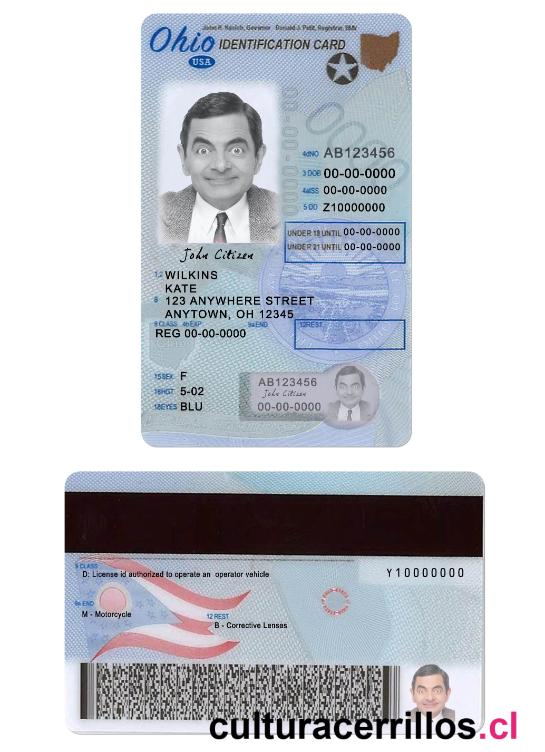 John R. Kasich, Governor Donald J. Petit, Registrar, BMV
Ohio IDENTIFICATION CARD
USA
4dNO AB123456
3 DOB 00-00-0000
4aISS 00-00-0000
5 DD Z10000000
UNDER 18 UNTIL 00-00-0000
UNDER 21 UNTIL 00-00-0000
00-00-0000
John Citizen
1,2 WILKINS
KATE
8 123 ANYWHERE STREET
ANYTOWN, OH 12345
9 CLASS 4b EXP 9a END 12 REST
REG 00-00-0000
15 SEX F
16 HGT 5-02
18 EYES BLU
AB123456
John Citizen
00-00-0000
9 CLASS
D: License id authorized to operate an operator vehicle
Y10000000
9a END
M - Motorcycle
12 REST
B - Corrective Lenses
culturacerrillos.cl